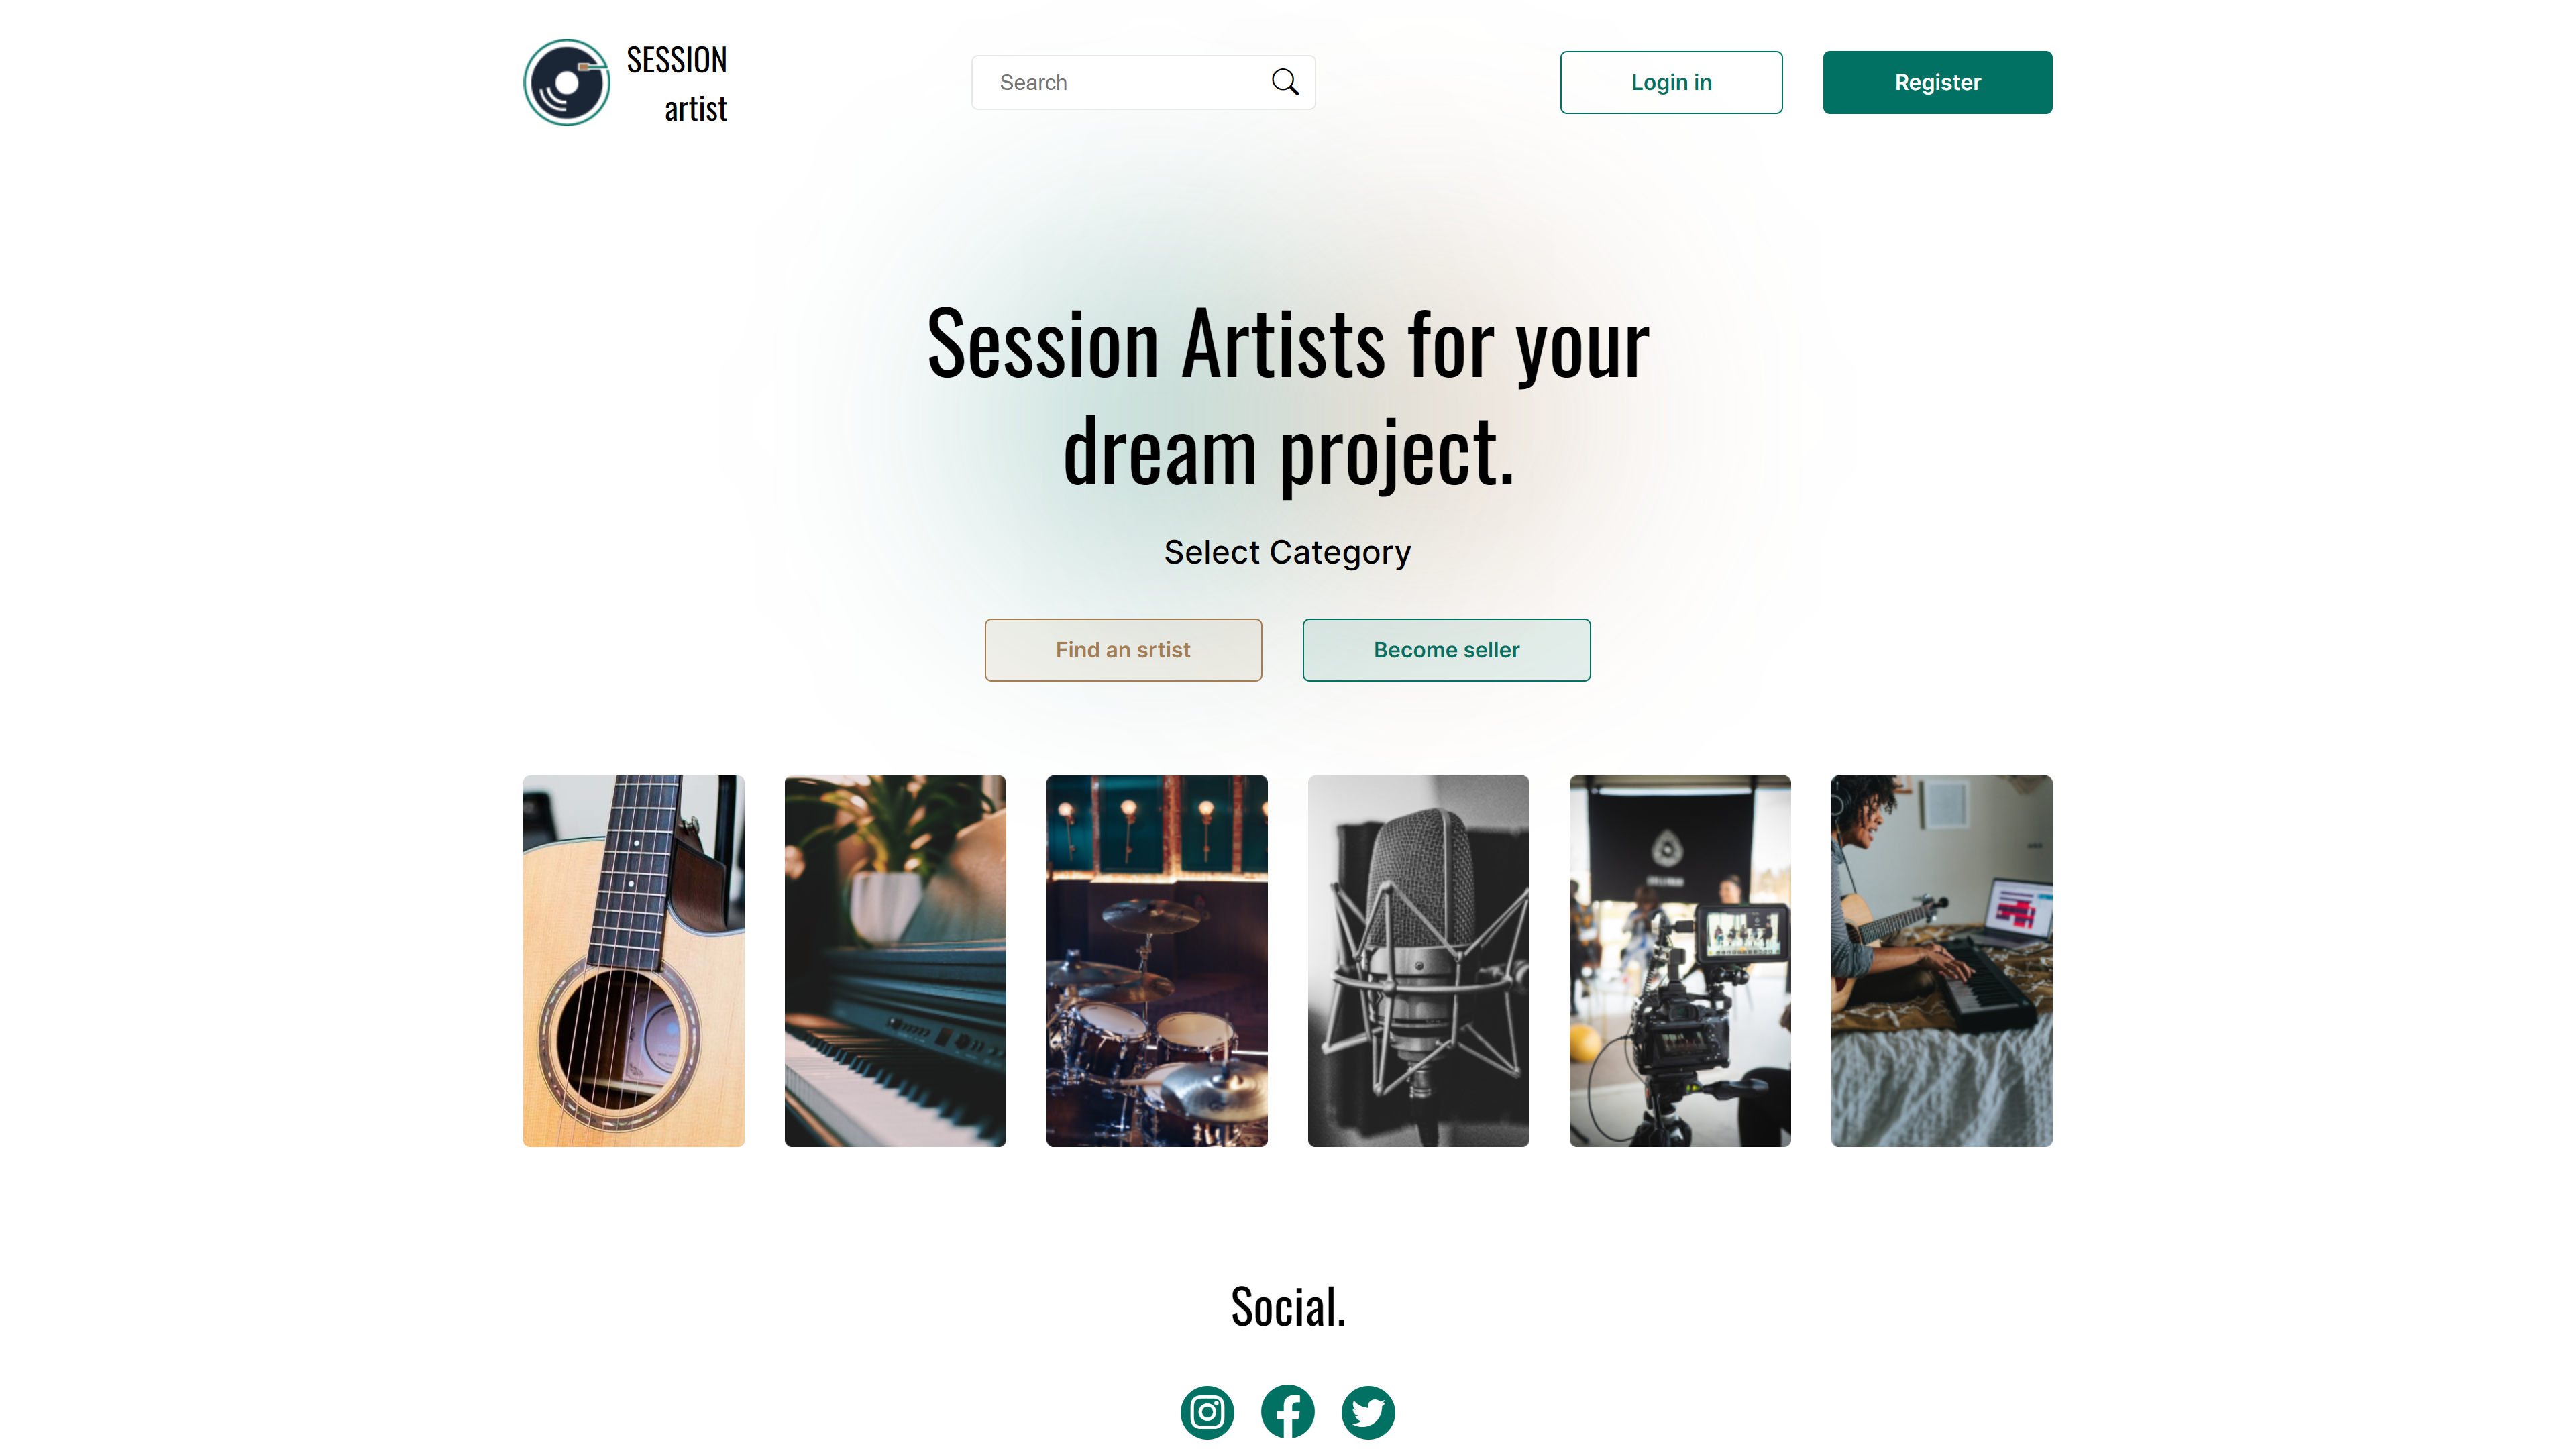 SESSION
artist
Search
Login in
Register
Session Artists for your
dream project.
Select Category
Find an srtist
Become seller
Social.